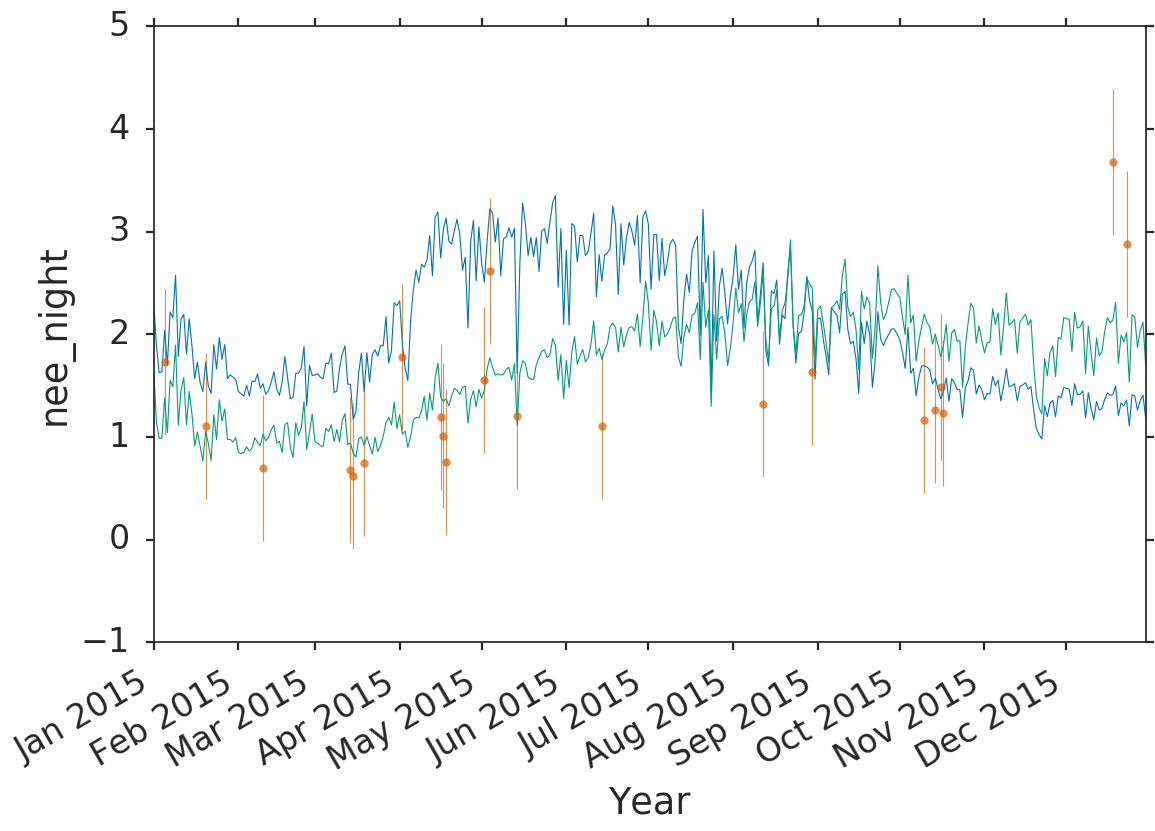 5
4
3
2
1
0
−1
nee_night
Jan 2015
Feb 2015
Mar 2015
Apr 2015
May 2015
Jun 2015
Jul 2015
Aug 2015
Sep 2015
Oct 2015
Nov 2015
Dec 2015
Year